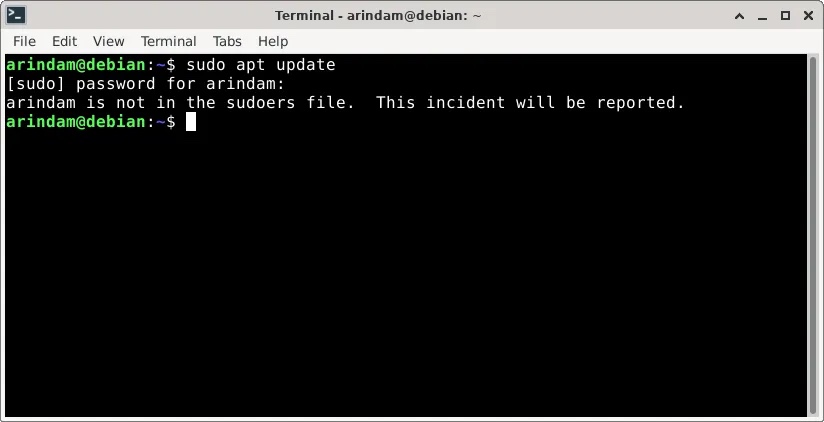 Terminal - arindam@debian: ~
File Edit View Terminal Tabs Help
arindam@debian:~$ sudo apt update
[sudo] password for arindam:
arindam is not in the sudoers file.  This incident will be reported.
arindam@debian:~$